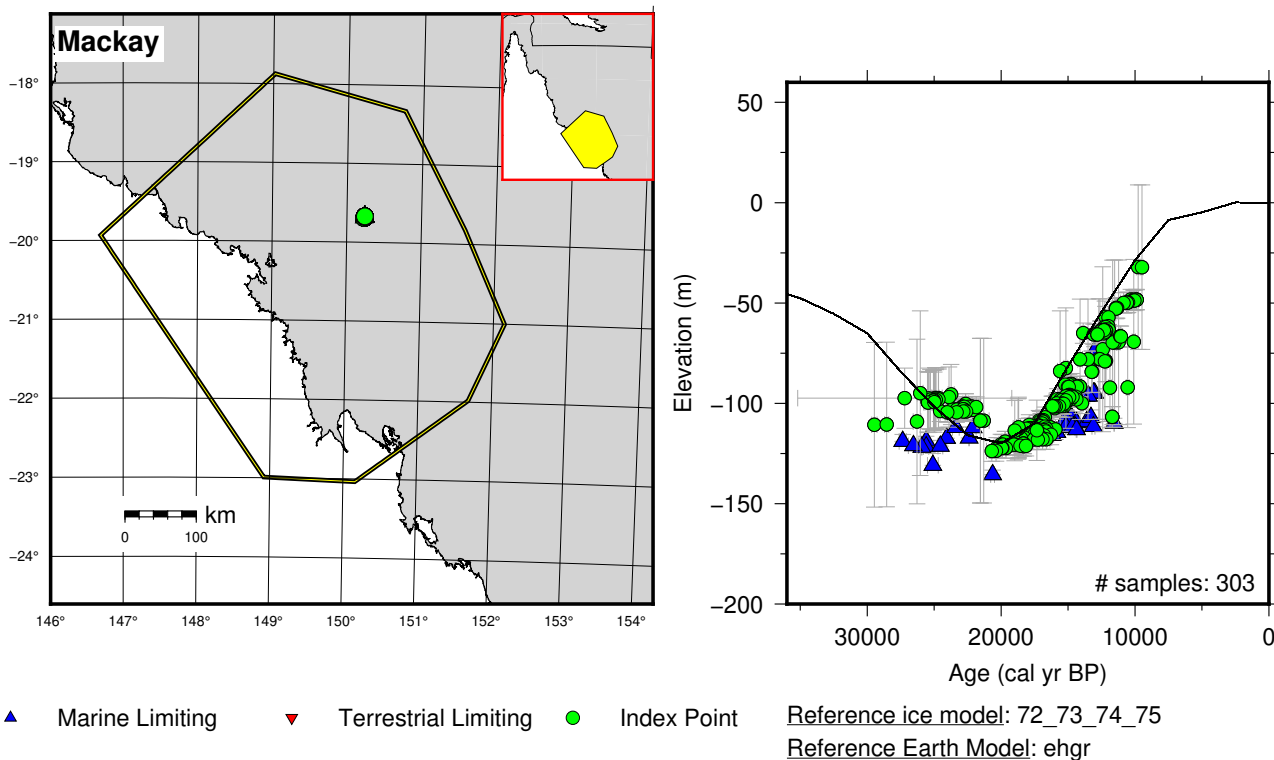 Mackay
−18°
−19°
−20°
−21°
−22°
−23°
−24°
km
0 100
146° 147° 148° 149° 150° 151° 152° 153° 154°
Elevation (m)
50
0
−50
−100
−150
−200
# samples: 303
30000 20000 10000 0
Age (cal yr BP)
Marine Limiting Terrestrial Limiting Index Point
Reference ice model: 72_73_74_75
Reference Earth Model: ehgr